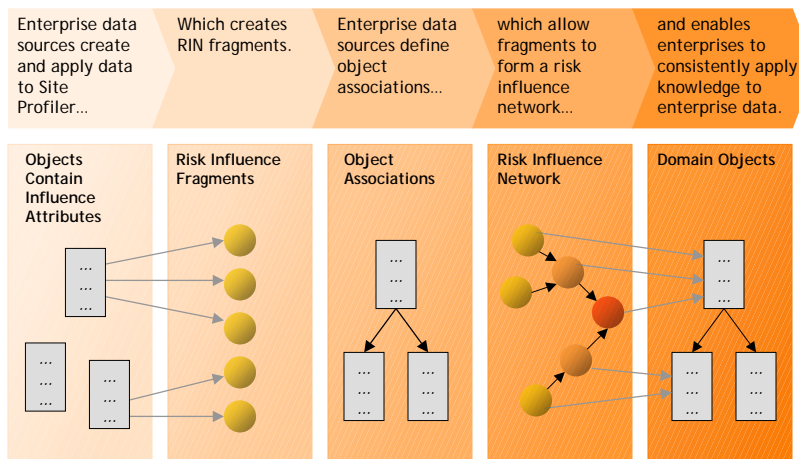 Enterprise data
sources create
and apply data
to Site
Profiler...
Which creates
RIN fragments.
Enterprise data
sources define
object
associations...
which allow
fragments to
form a risk
influence
network...
and enables
enterprises to
consistently apply
knowledge to
enterprise data.
Objects
Contain
Influence
Attributes
...
...
...
...
...
...
...
...
...
Risk Influence
Fragments
Object
Associations
...
...
...
...
...
...
...
...
...
Risk Influence
Network
Domain Objects
...
...
...
...
...
...
...
...
...